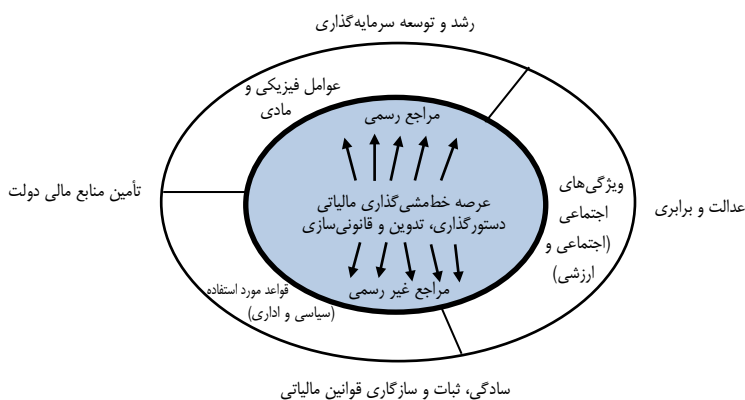 رشد و توسعه سرمایه‌گذاری
عوامل فیزیکی و
مادی
مراجع رسمی
ویژگی‌های
اجتماعی
(اجتماعی و
ارزشی)
عدالت و برابری
تأمین منابع مالی دولت
عرصه خط‌مشی‌گذاری مالیاتی
دستورگذاری، تدوین و قانونی‌سازی
مراجع غیر رسمی
قواعد مورد استفاده
(سیاسی و اداری)
سادگی، ثبات و سازگاری قوانین مالیاتی